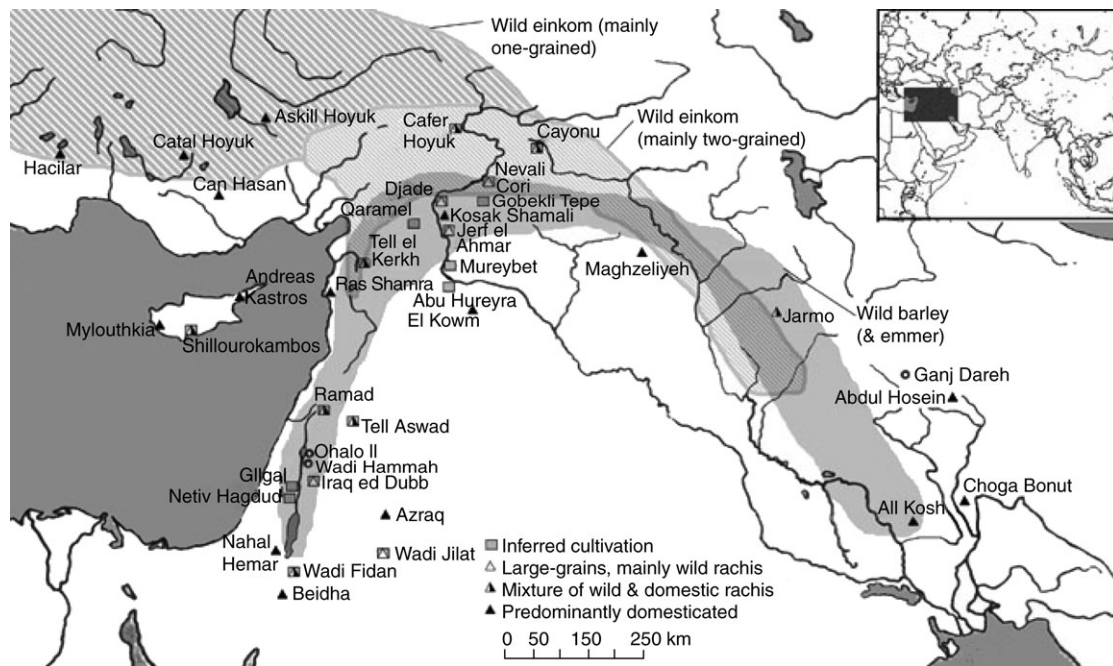 Wild einkom (mainly
one-grained)
Askill Hoyuk
Cafer
Hoyuk
Cayonu
Wild einkom
(mainly two-grained)
Catal Hoyuk
Hacilar
Can Hasan
Nevali
Cori
Djade
Gobekli Tepe
Qaramel
Kosak Shamali
Jerf el
Ahmar
Tell el
Kerkh
Mureybet
Maghzeliyeh
Andreas
Kastros
Ras Shamra
Abu Hureyra
El Kowm
Wild barley
(& emmer)
Jarmo
Mylouthkia
Shillourokambos
Ganj Dareh
Abdul Hosein
Ramad
Tell Aswad
Ohalo II
Wadi Hammah
Gllgal
Iraq ed Dubb
Netiv Hagdud
Choga Bonut
All Kosh
Azraq
Nahal
Hemar
Wadi Jilat
Wadi Fidan
Beidha
Inferred cultivation
Large-grains, mainly wild rachis
Mixture of wild & domestic rachis
Predominantly domesticated
0 50 150 250 km